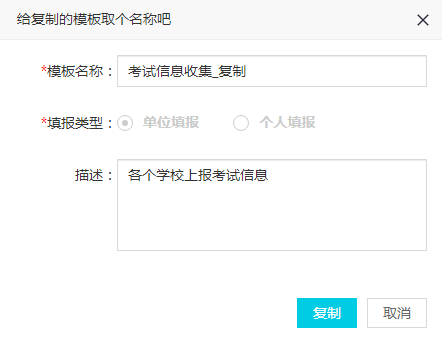 给复制的模板取个名称吧
*模板名称： 考试信息收集_复制
*填报类型： 单位填报 个人填报
描述： 各个学校上报考试信息
复制 取消